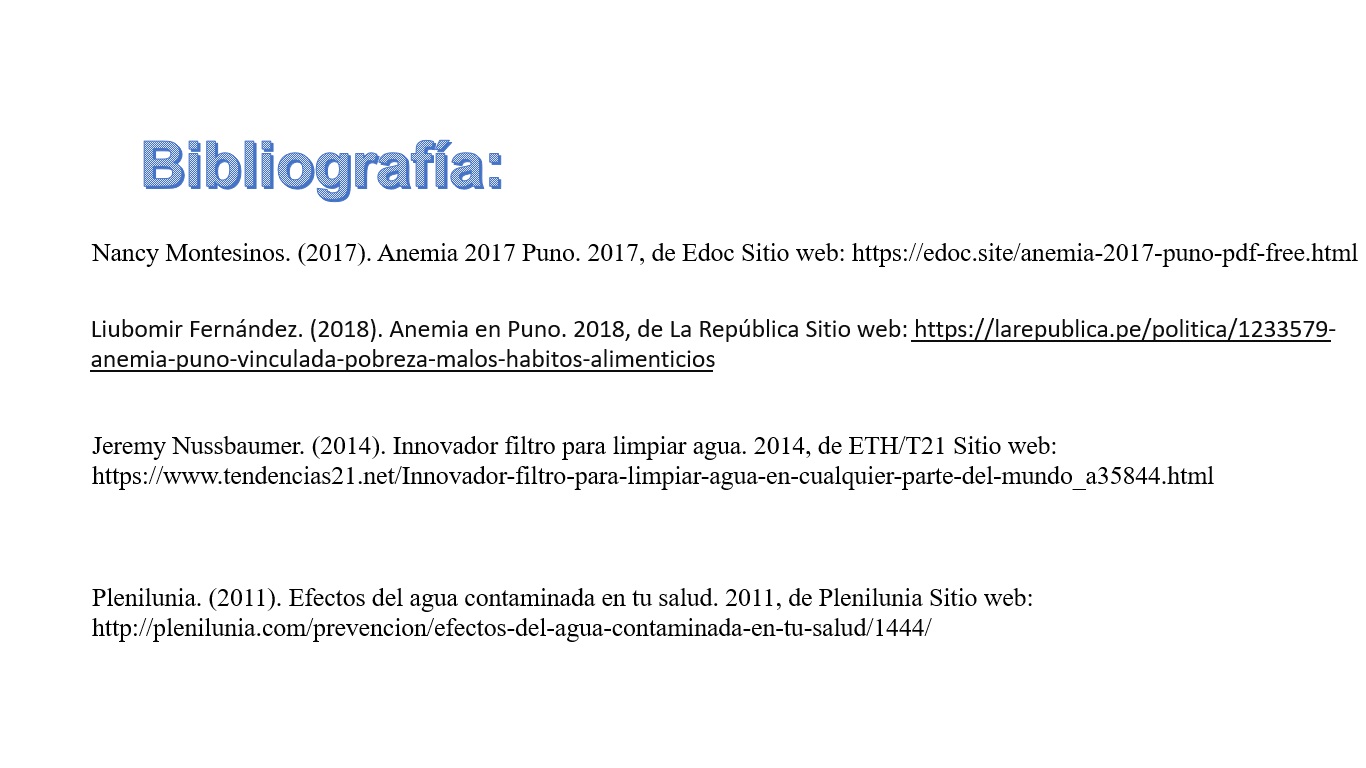 Bibliografía:
Nancy Montesinos. (2017). Anemia 2017 Puno. 2017, de Edoc Sitio web: https://edoc.site/anemia-2017-puno-pdf-free.html
Liubomir Fernández. (2018). Anemia en Puno. 2018, de La República Sitio web: https://larepublica.pe/politica/1233579-
anemia-puno-vinculada-pobreza-malos-habitos-alimenticios
Jeremy Nussbaumer. (2014). Innovador filtro para limpiar agua. 2014, de ETH/T21 Sitio web:
https://www.tendencias21.net/Innovador-filtro-para-limpiar-agua-en-cualquier-parte-del-mundo_a35844.html
Plenilunia. (2011). Efectos del agua contaminada en tu salud. 2011, de Plenilunia Sitio web:
http://plenilunia.com/prevencion/efectos-del-agua-contaminada-en-tu-salud/1444/